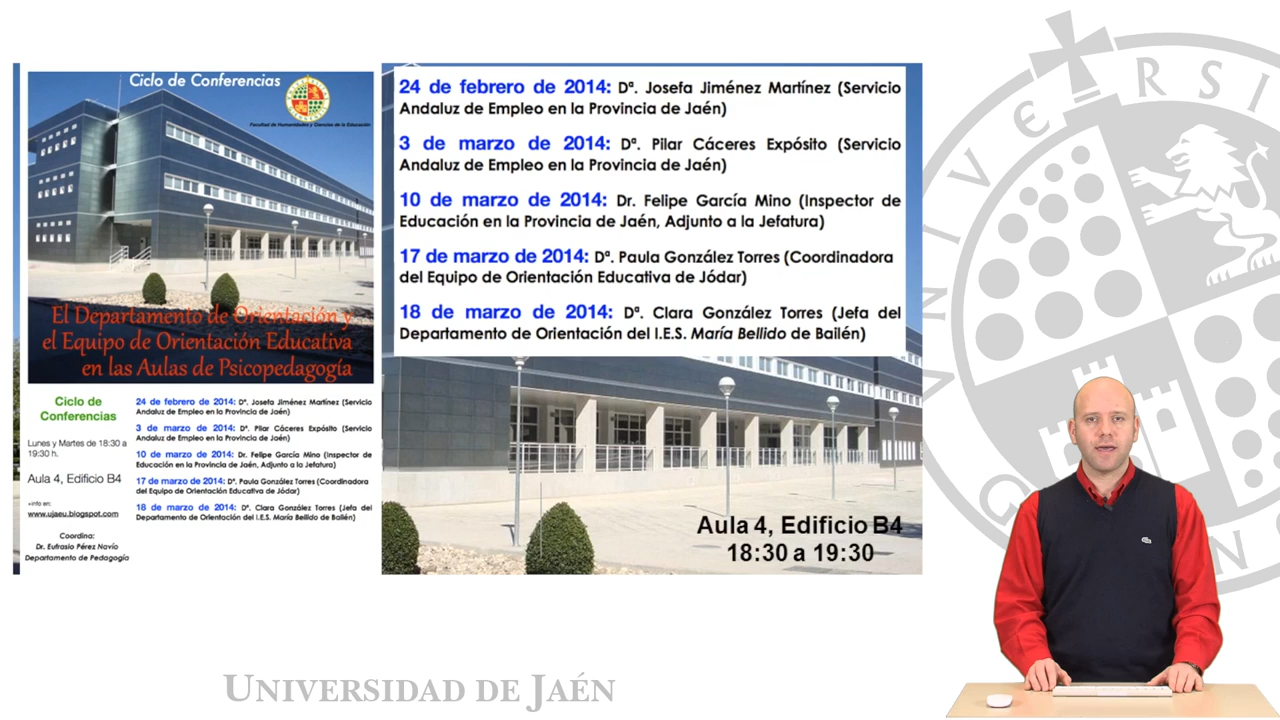 Ciclo de Conferencias
Facultad de Humanidades y Ciencias de la Educación
El Departamento de Orientación y
el Equipo de Orientación Educativa
en las Aulas de Psicopedagogía
Ciclo de
Conferencias
Lunes y Martes de 18:30 a
19:30 h.
Aula 4, Edificio B4
+info en:
www.ujaeu.blogspot.com
Coordina:
Dr. Eufrasio Pérez Navío
Departamento de Pedagogía
24 de febrero de 2014: Dª. Josefa Jiménez Martínez (Servicio
Andaluz de Empleo en la Provincia de Jaén)
3 de marzo de 2014: Dª. Pilar Cáceres Expósito (Servicio
Andaluz de Empleo en la Provincia de Jaén)
10 de marzo de 2014: Dr. Felipe García Mino (Inspector de
Educación en la Provincia de Jaén, Adjunto a la Jefatura)
17 de marzo de 2014: Dª. Paula González Torres (Coordinadora
del Equipo de Orientación Educativa de Jódar)
18 de marzo de 2014: Dª. Clara González Torres (Jefa del
Departamento de Orientación del I.E.S. María Bellido de Bailén)
24 de febrero de 2014: Dª. Josefa Jiménez Martínez (Servicio
Andaluz de Empleo en la Provincia de Jaén)
3 de marzo de 2014: Dª. Pilar Cáceres Expósito (Servicio
Andaluz de Empleo en la Provincia de Jaén)
10 de marzo de 2014: Dr. Felipe García Mino (Inspector de
Educación en la Provincia de Jaén, Adjunto a la Jefatura)
17 de marzo de 2014: Dª. Paula González Torres (Coordinadora
del Equipo de Orientación Educativa de Jódar)
18 de marzo de 2014: Dª. Clara González Torres (Jefa del
Departamento de Orientación del I.E.S. María Bellido de Bailén)
Aula 4, Edificio B4
18:30 a 19:30
UNIVERSIDAD DE JAÉN